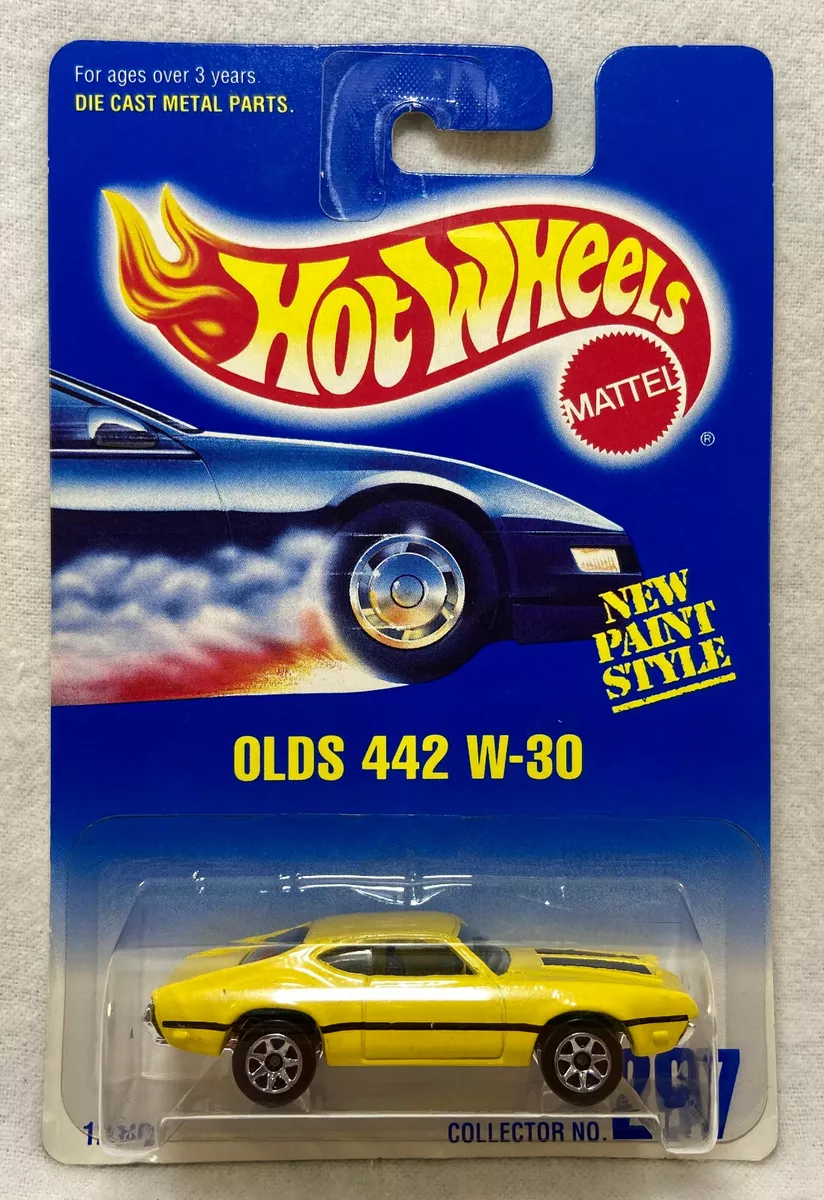 For ages over 3 years.
DIE CAST METAL PARTS.
Hot Wheels
MATTEL
®
NEW
PAINT
STYLE
OLDS 442 W-30
COLLECTOR NO. 297